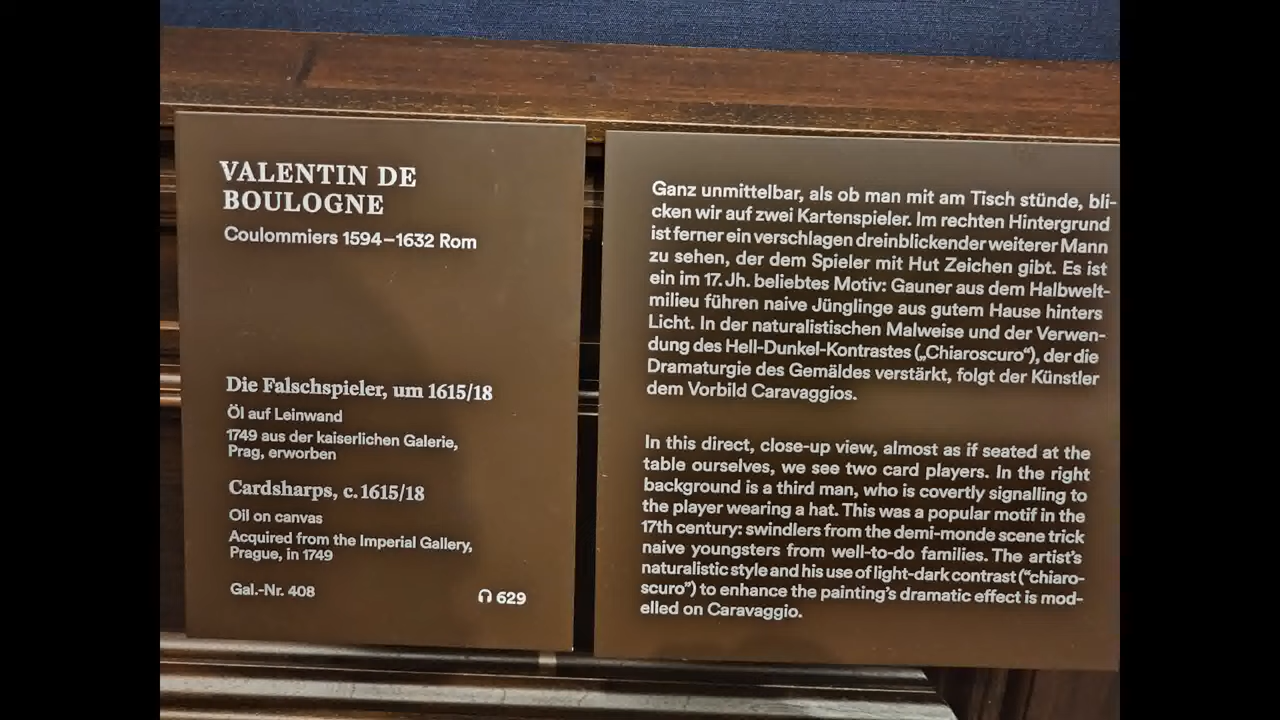 VALENTIN DE
BOULOGNE
Coulommiers 1594–1632 Rom
Die Falschspieler, um 1615/18
Öl auf Leinwand
1749 aus der kaiserlichen Galerie,
Prag, erworben
Cardsharps, c. 1615/18
Oil on canvas
Acquired from the Imperial Gallery,
Prague, in 1749
Gal.-Nr. 408
629
Ganz unmittelbar, als ob man mit am Tisch stünde, bli-
cken wir auf zwei Kartenspieler. Im rechten Hintergrund
ist ferner ein verschlagen dreinblickender weiterer Mann
zu sehen, der dem Spieler mit Hut Zeichen gibt. Es ist
ein im 17. Jh. beliebtes Motiv: Gauner aus dem Halbwelt-
milieu führen naive Jünglinge aus gutem Hause hinters
Licht. In der naturalistischen Malweise und der Verwen-
dung des Hell-Dunkel-Kontrastes („Chiaroscuro“), der die
Dramaturgie des Gemäldes verstärkt, folgt der Künstler
dem Vorbild Caravaggios.
In this direct, close-up view, almost as if seated at the
table ourselves, we see two card players. In the right
background is a third man, who is covertly signalling to
the player wearing a hat. This was a popular motif in the
17th century: swindlers from the demi-monde scene trick
naive youngsters from well-to-do families. The artist’s
naturalistic style and his use of light-dark contrast (“chiaro-
scuro”) to enhance the painting’s dramatic effect is mod-
elled on Caravaggio.